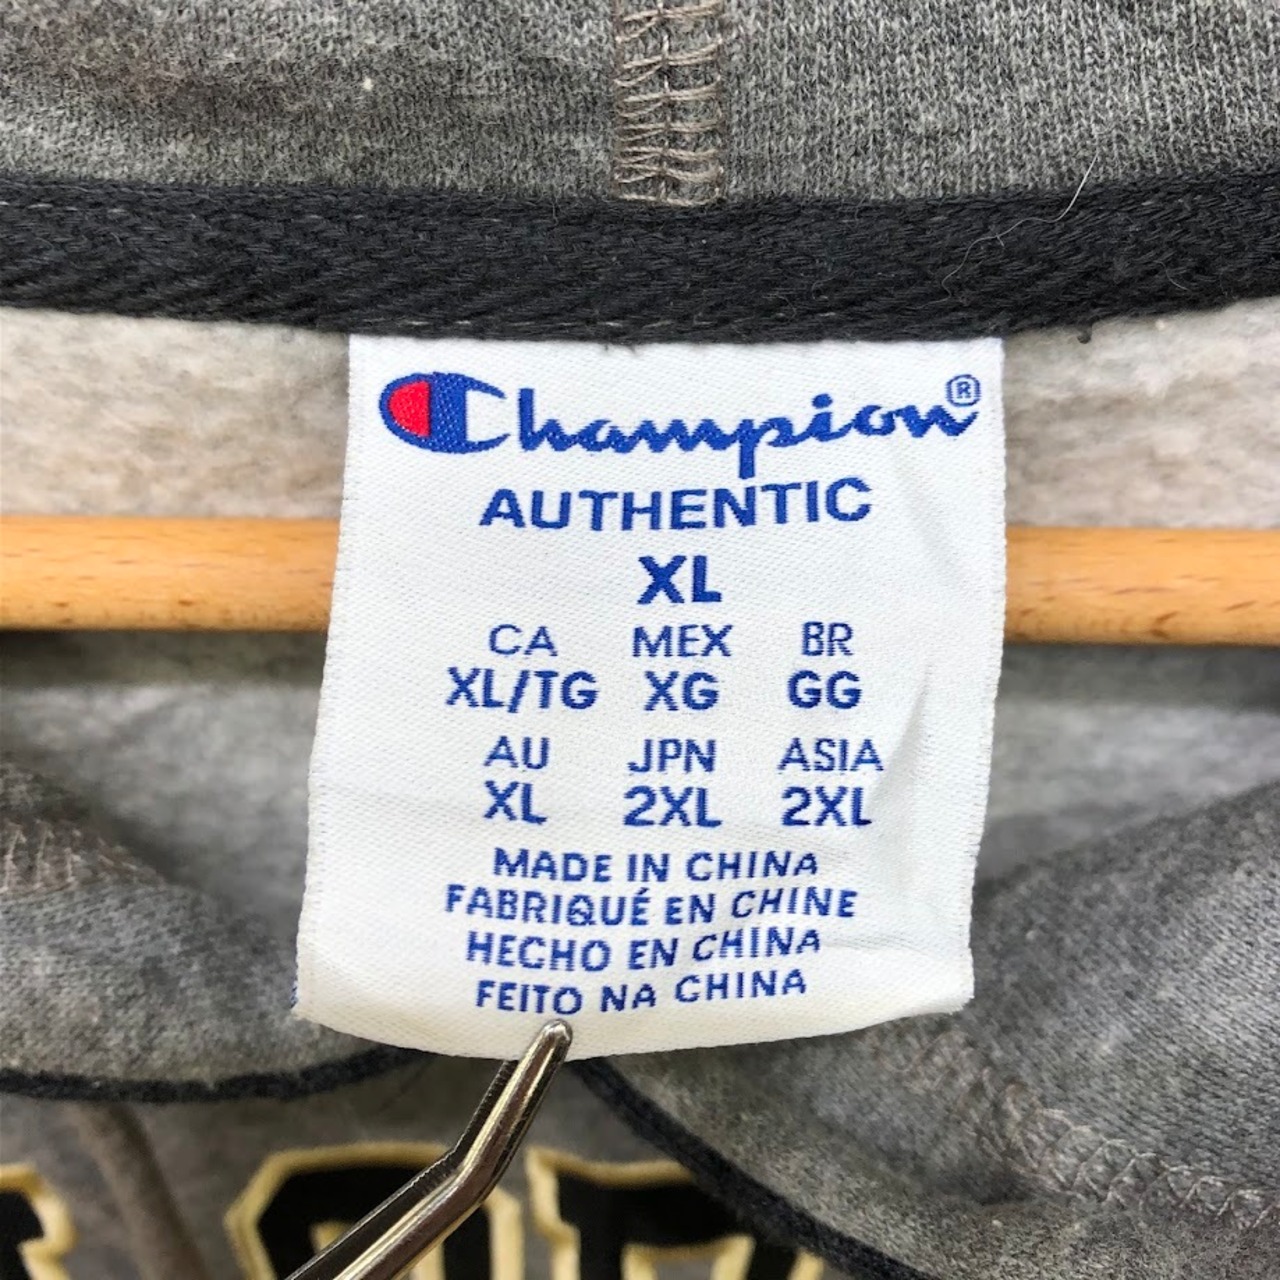 Champion®
AUTHENTIC
XL
CA MEX BR
XL/TG XG GG
AU JPN ASIA
XL 2XL 2XL
MADE IN CHINA
FABRIQUÉ EN CHINE
HECHO EN CHINA
FEITO NA CHINA